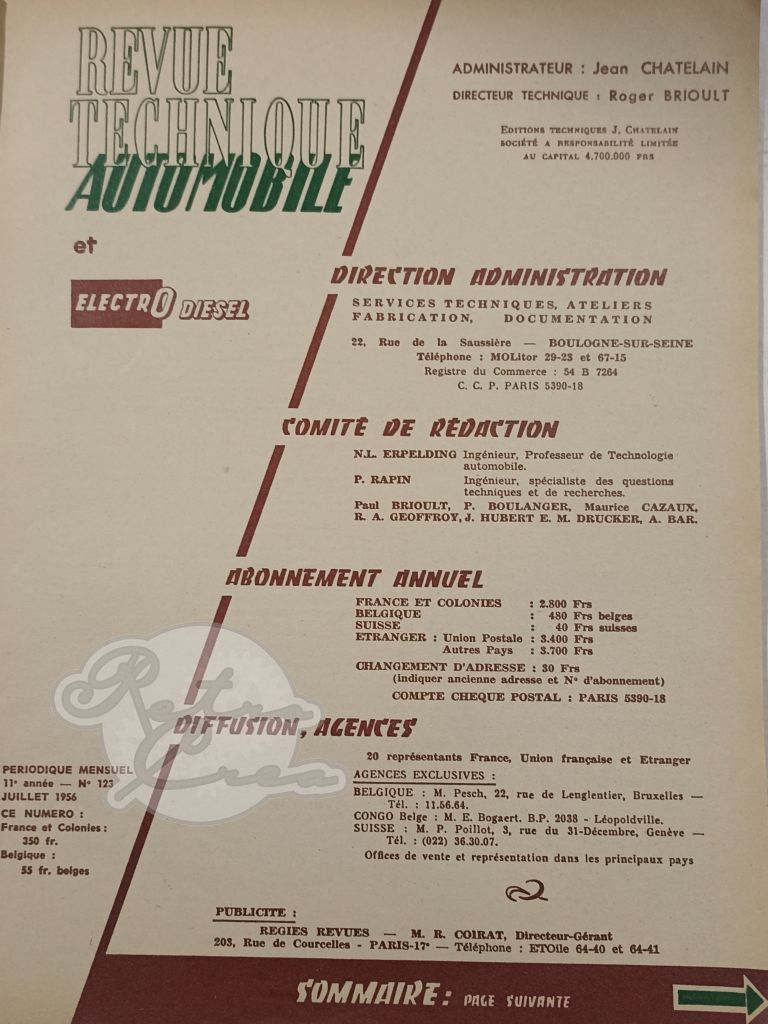 REVUE
TECHNIQUE
AUTOMOBILE
et
ELECTRO DIESEL
ADMINISTRATEUR : Jean CHATELAIN
DIRECTEUR TECHNIQUE : Roger BRIOULT
EDITIONS TECHNIQUES J. CHATELAIN
SOCIÉTÉ A RESPONSABILITÉ LIMITÉE
AU CAPITAL 4.700.000 FRS
DIRECTION ADMINISTRATION
SERVICES TECHNIQUES, ATELIERS
FABRICATION, DOCUMENTATION
22, Rue de la Saussière — BOULOGNE-SUR-SEINE
Téléphone : MOLitor 29-23 et 67-15
Registre du Commerce : 54 B 7264
C. C. P. PARIS 5390-18
COMITÉ DE RÉDACTION
N.L. ERPELDING Ingénieur, Professeur de Technologie
automobile.
P. RAPIN Ingénieur, spécialiste des questions
techniques et de recherches.
Paul BRIOULT, P. BOULANGER, Maurice CAZAUX,
R. A. GEOFFROY, J. HUBERT E. M. DRUCKER, A. BAR.
ABONNEMENT ANNUEL
FRANCE ET COLONIES : 2.800 Frs
BELGIQUE : 480 Frs belges
SUISSE : 40 Frs suisses
ETRANGER : Union Postale : 3.400 Frs
Autres Pays : 3.700 Frs
CHANGEMENT D'ADRESSE : 30 Frs
(indiquer ancienne adresse et N° d'abonnement)
COMPTE CHEQUE POSTAL : PARIS 5390-18
Retro
Crea
DIFFUSION, AGENCES
20 représentants France, Union française et Etranger
AGENCES EXCLUSIVES :
BELGIQUE : M. Pesch, 22, rue de Lenglentier, Bruxelles —
Tél. : 11.56.64.
CONGO Belge : M. E. Bogaert. B.P. 2038 - Léopoldville.
SUISSE : M. P. Poillot, 3, rue du 31-Décembre, Genève —
Tél. : (022) 36.30.07.
Offices de vente et représentation dans les principaux pays
PERIODIQUE MENSUEL
11e année — N° 123
JUILLET 1956
CE NUMERO :
France et Colonies :
350 fr.
Belgique :
55 fr. belges
PUBLICITE :
REGIES REVUES — M. R. COIRAT, Directeur-Gérant
203, Rue de Courcelles - PARIS-17e — Téléphone : ETOile 64-40 et 64-41
SOMMAIRE : PAGE SUIVANTE